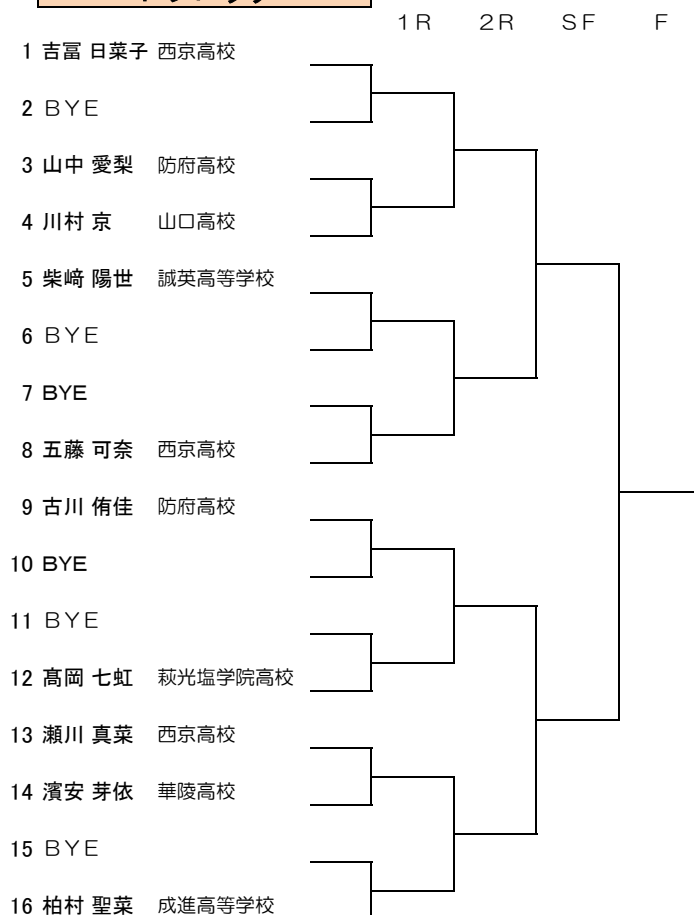 １Ｒ ２Ｒ ＳＦ Ｆ
1 吉冨 日菜子 西京高校
2 ＢＹＥ
3 山中 愛梨 防府高校
4 川村 京 山口高校
5 柴﨑 陽世 誠英高等学校
6 ＢＹＥ
7 BYE
8 五藤 可奈 西京高校
9 古川 侑佳 防府高校
10 BYE
11 ＢＹＥ
12 髙岡 七虹 萩光塩学院高校
13 瀬川 真菜 西京高校
14 濱安 芽依 華陵高校
15 ＢＹＥ
16 柏村 聖菜 成進高等学校